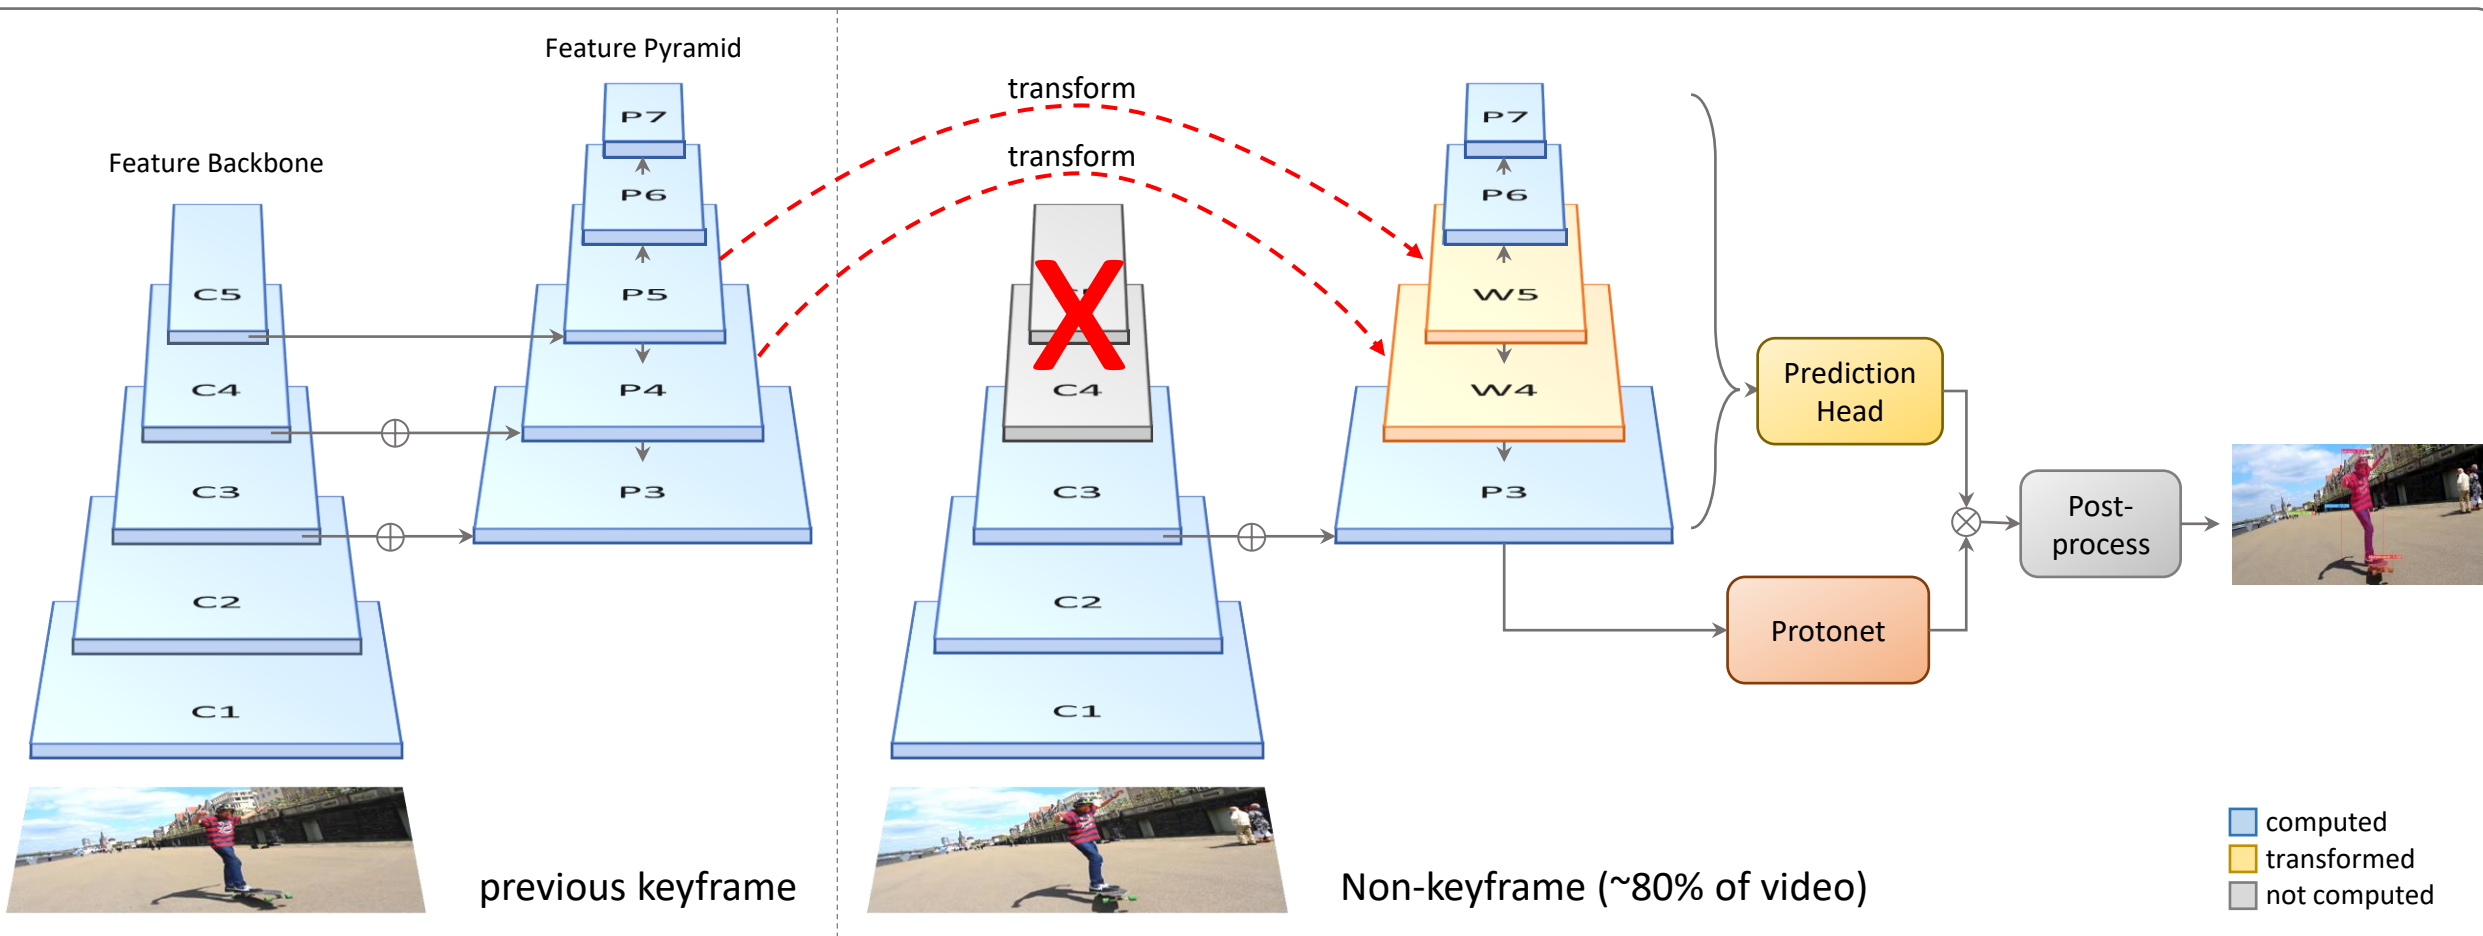 Feature Pyramid
Feature Backbone
P7
P6
P5
P4
P3
C5
C4
C3
C2
C1
previous keyframe
transform
transform
X
C4
C3
C2
C1
P7
P6
W5
W4
P3
Prediction
Head
Protonet
Post-
process
Non-keyframe (~80% of video)
computed
transformed
not computed